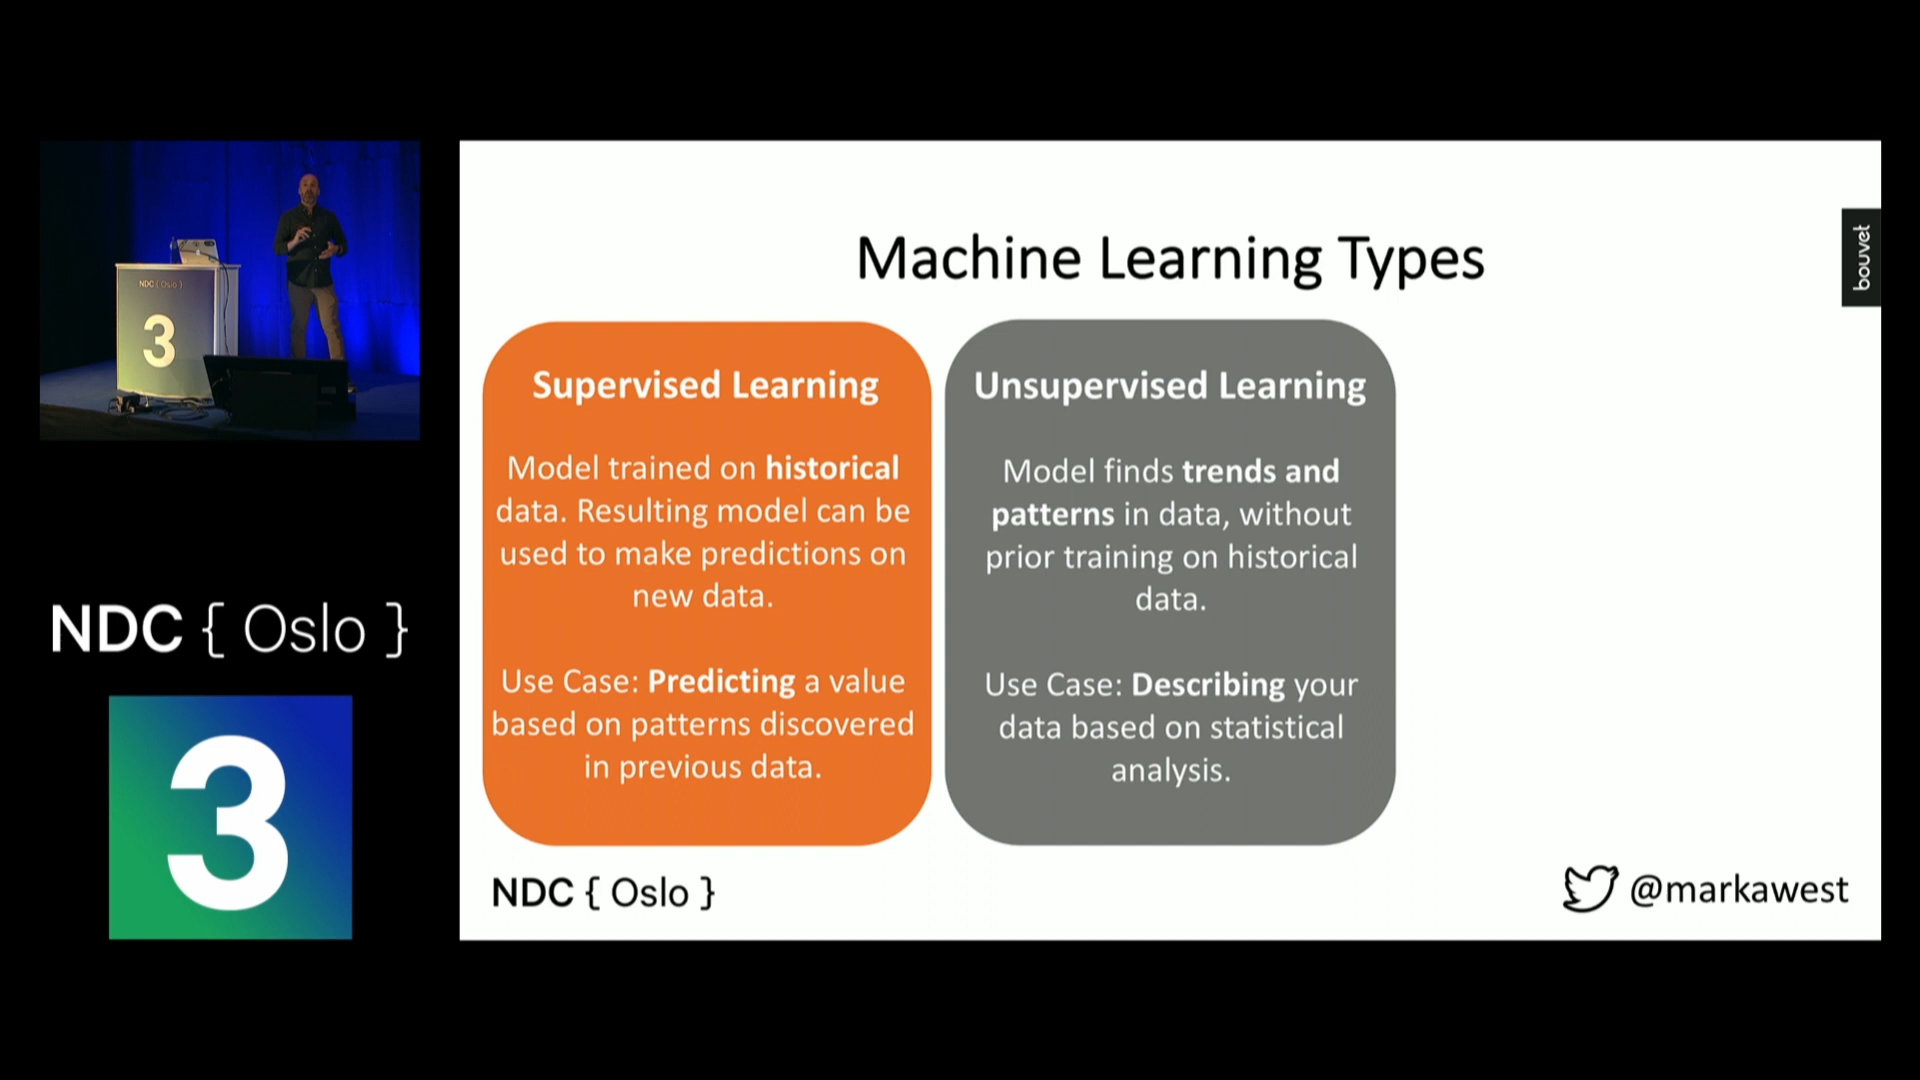 NDC { Oslo }
3
NDC { Oslo }
3
Machine Learning Types
bouvet
Supervised Learning
Model trained on historical
data. Resulting model can be
used to make predictions on
new data.
Use Case: Predicting a value
based on patterns discovered
in previous data.
Unsupervised Learning
Model finds trends and
patterns in data, without
prior training on historical
data.
Use Case: Describing your
data based on statistical
analysis.
NDC { Oslo }
@markawest